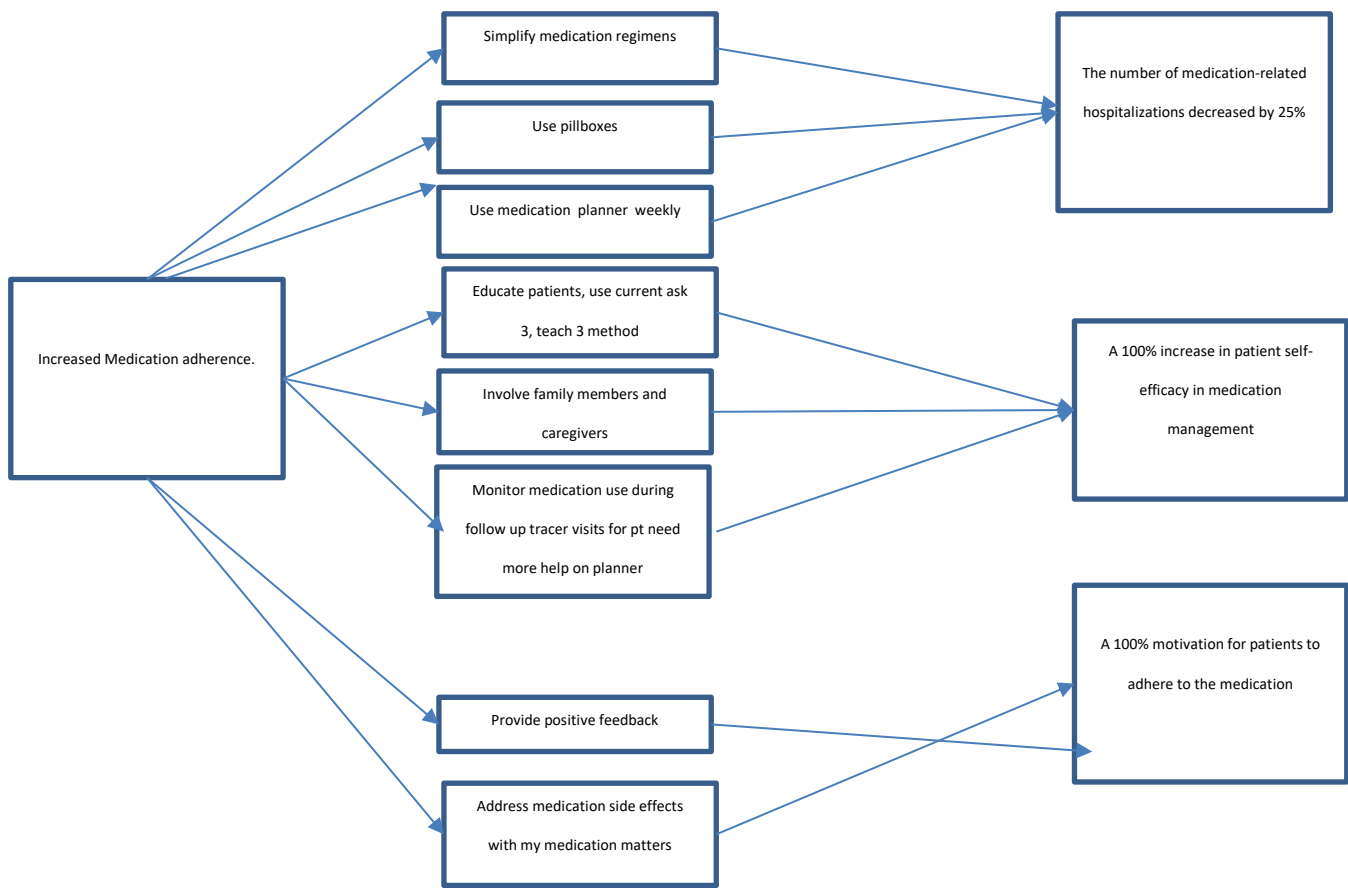 Increased Medication adherence.
Simplify medication regimens
Use pillboxes
Use medication planner weekly
Educate patients, use current ask
3, teach 3 method
Involve family members and
caregivers
Monitor medication use during
follow up tracer visits for pt need
more help on planner
Provide positive feedback
Address medication side effects
with my medication matters
The number of medication-related
hospitalizations decreased by 25%
A 100% increase in patient self-
efficacy in medication
management
A 100% motivation for patients to
adhere to the medication